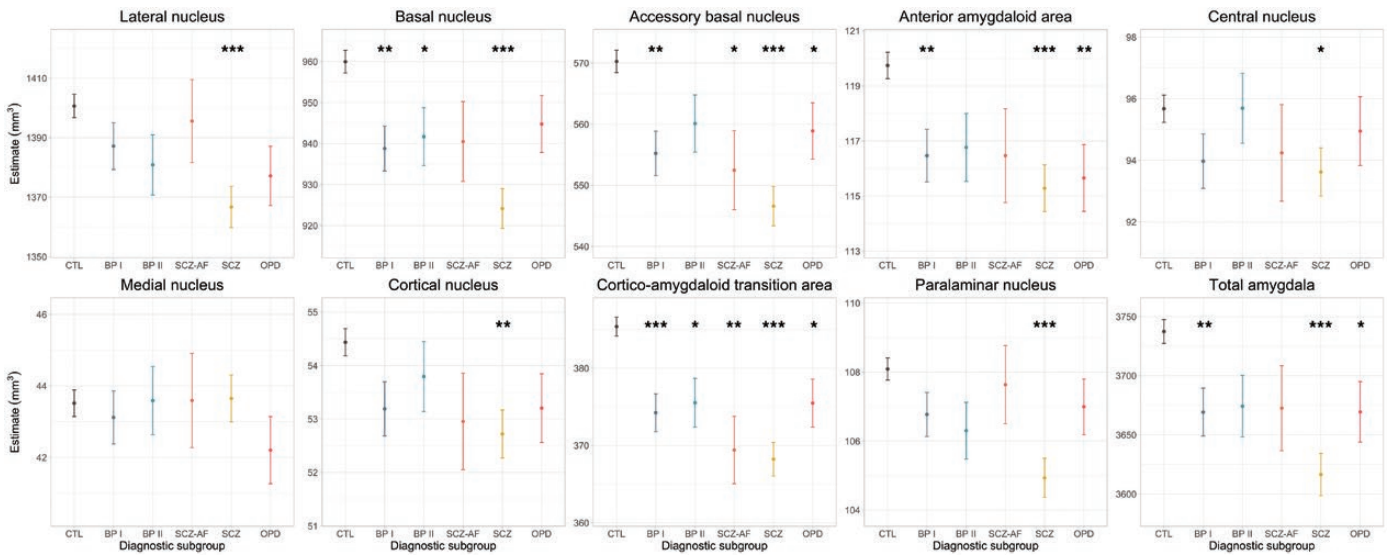 Lateral nucleus
Basal nucleus
Accessory basal nucleus
Anterior amygdaloid area
Central nucleus
Estimate (mm³)
1410
1390
1370
1350
***
CTL BP I BP II SCZ-AF SCZ OPD
960
950
940
930
920
** * ***
CTL BP I BP II SCZ-AF SCZ OPD
570
560
550
540
** * *** *
CTL BP I BP II SCZ-AF SCZ OPD
121
119
117
115
113
** *** **
CTL BP I BP II SCZ-AF SCZ OPD
98
96
94
92
*
CTL BP I BP II SCZ-AF SCZ OPD
Medial nucleus
Cortical nucleus
Cortico-amygdaloid transition area
Paralaminar nucleus
Total amygdala
Estimate (mm³)
46
44
42
CTL BP I BP II SCZ-AF SCZ OPD
Diagnostic subgroup
55
54
53
52
51
**
CTL BP I BP II SCZ-AF SCZ OPD
Diagnostic subgroup
380
370
360
*** * ** *** *
CTL BP I BP II SCZ-AF SCZ OPD
Diagnostic subgroup
110
108
106
104
***
CTL BP I BP II SCZ-AF SCZ OPD
Diagnostic subgroup
3750
3700
3650
3600
** *** *
CTL BP I BP II SCZ-AF SCZ OPD
Diagnostic subgroup